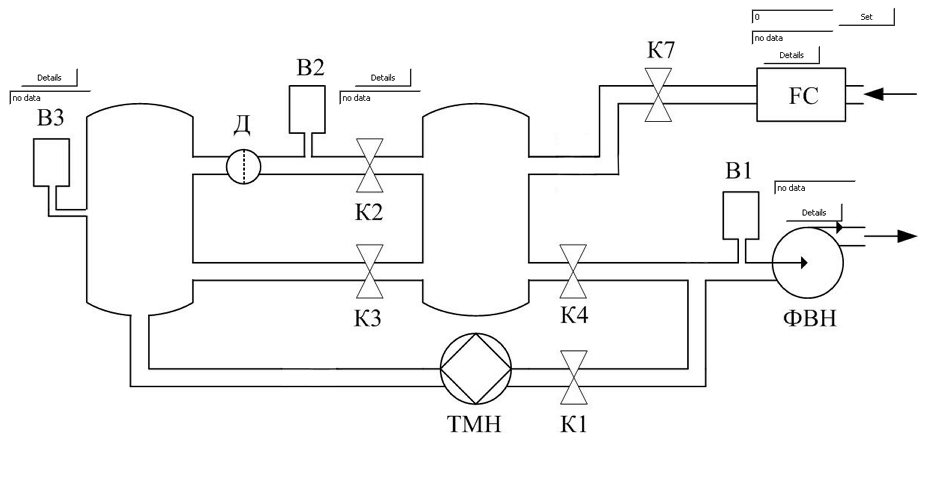 0 Set
no data
Details
K7
FC
B2
Details
no data
Details
no data
B3
Д
K2
B1
no data
Details
K3
K4
ФВН
ТМН
K1